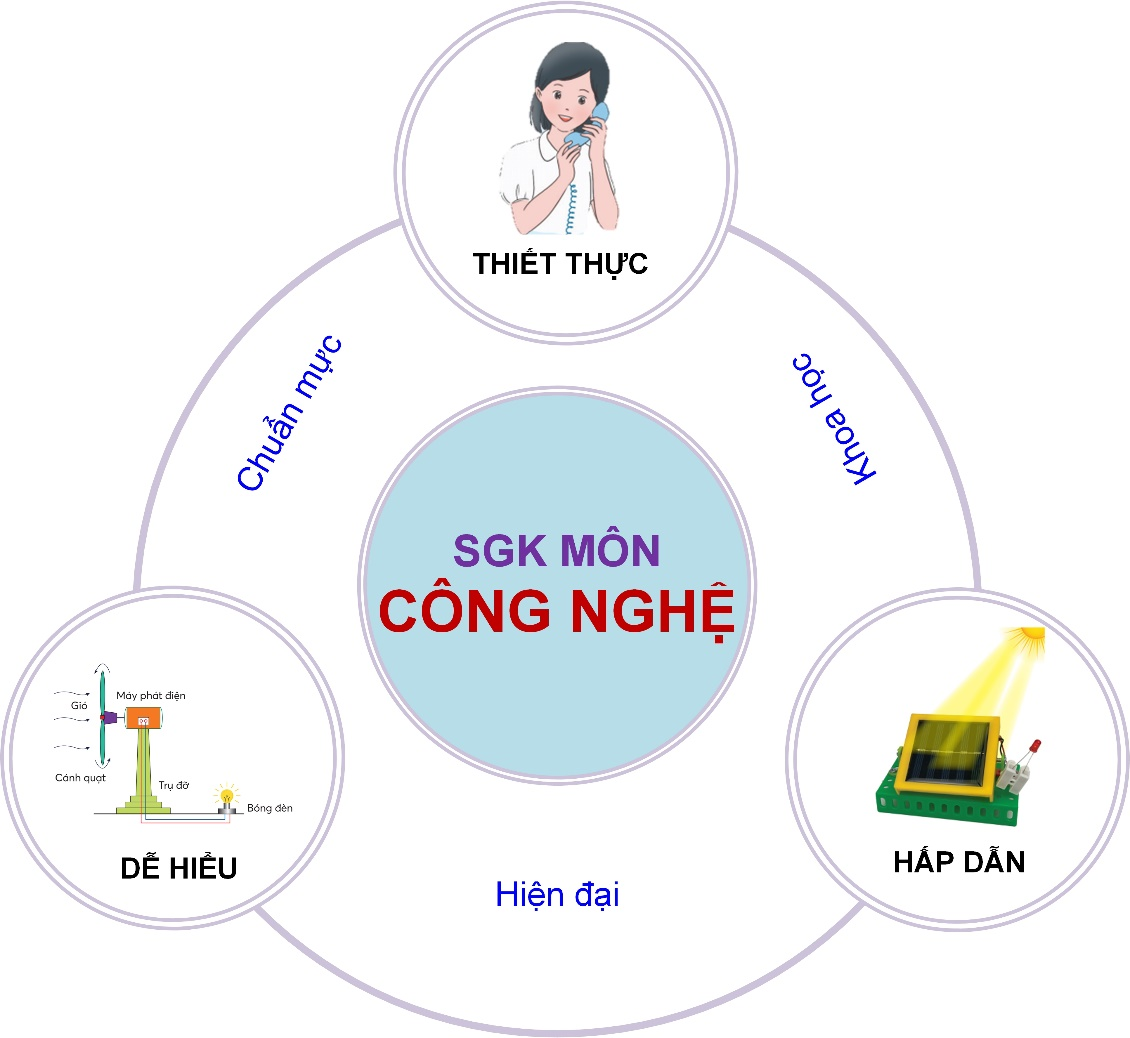 THIẾT THỰC
Chuẩn mực
Khoa học
SGK MÔN
CÔNG NGHỆ
Gió
Máy phát điện
Cánh quạt
Trụ đỡ
Bóng đèn
DỄ HIỂU
HẤP DẪN
Hiện đại